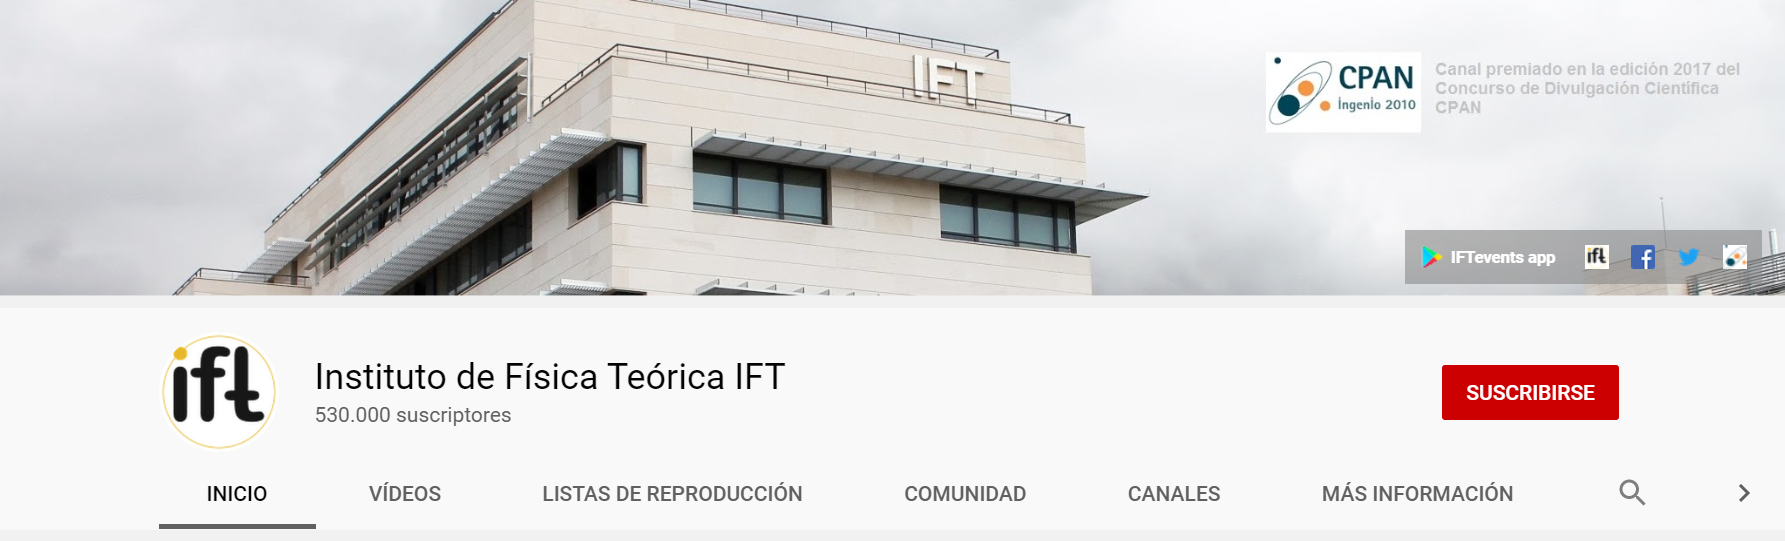 IFT
CPAN
Ingenio 2010
Canal premiado en la edición 2017 del
Concurso de Divulgación Científica
CPAN
IFTevents app
ift
ift
Instituto de Física Teórica IFT
530.000 suscriptores
SUSCRIBIRSE
INICIO
VÍDEOS
LISTAS DE REPRODUCCIÓN
COMUNIDAD
CANALES
MÁS INFORMACIÓN